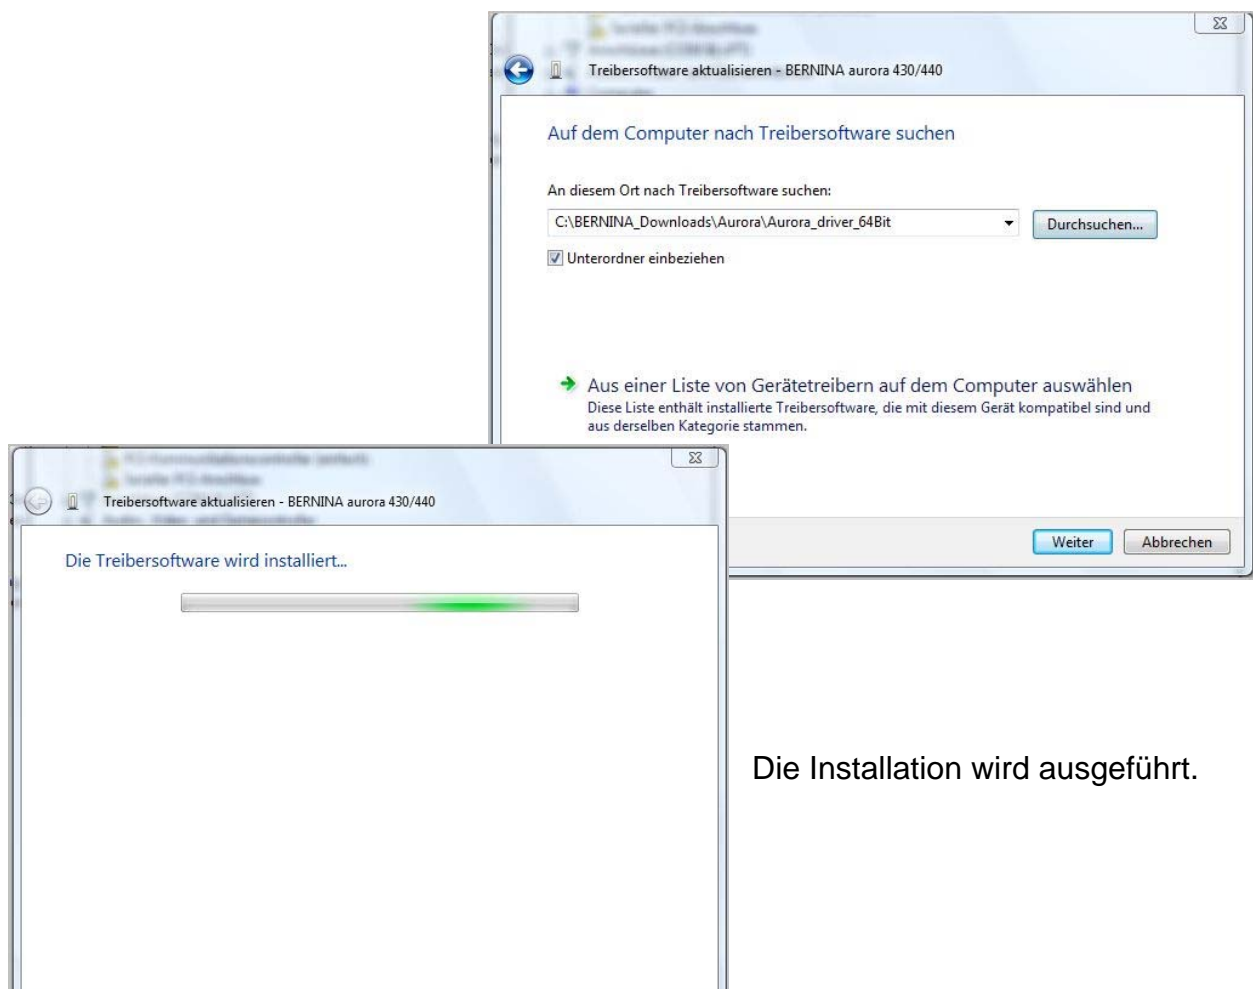 Treibersoftware aktualisieren - BERNINA aurora 430/440
Auf dem Computer nach Treibersoftware suchen
An diesem Ort nach Treibersoftware suchen:
C:\BERNINA_Downloads\Aurora\Aurora_driver_64Bit
Durchsuchen...
Unterordner einbeziehen
Aus einer Liste von Gerätetreibern auf dem Computer auswählen
Diese Liste enthält installierte Treibersoftware, die mit diesem Gerät kompatibel sind und
aus derselben Kategorie stammen.
Weiter
Abbrechen
Treibersoftware aktualisieren - BERNINA aurora 430/440
Die Treibersoftware wird installiert...
Die Installation wird ausgeführt.